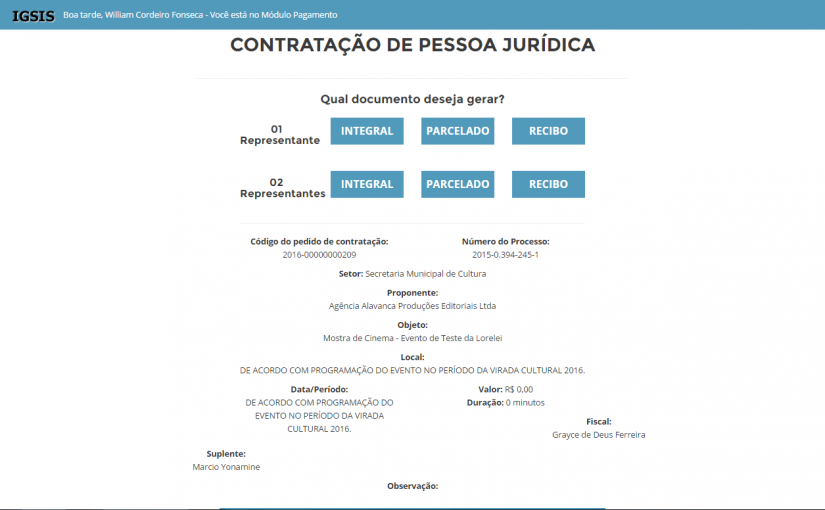 IGSIS Boa tarde, William Cordeiro Fonseca - Você está no Módulo Pagamento
CONTRATAÇÃO DE PESSOA JURÍDICA
Qual documento deseja gerar?
01
Representante
INTEGRAL PARCELADO RECIBO
02
Representantes
INTEGRAL PARCELADO RECIBO
Código do pedido de contratação: Número do Processo:
2016-00000000209 2015-0.394-245-1
Setor: Secretaria Municipal de Cultura
Proponente:
Agência Alavanca Produções Editoriais Ltda
Objeto:
Mostra de Cinema - Evento de Teste da Lorelei
Local:
DE ACORDO COM PROGRAMAÇÃO DO EVENTO NO PERÍODO DA VIRADA CULTURAL 2016.
Data/Período: Valor: R$ 0,00
DE ACORDO COM PROGRAMAÇÃO DO Duração: 0 minutos
EVENTO NO PERÍODO DA VIRADA
CULTURAL 2016.
Fiscal:
Grayce de Deus Ferreira
Suplente:
Marcio Yonamine
Observação: